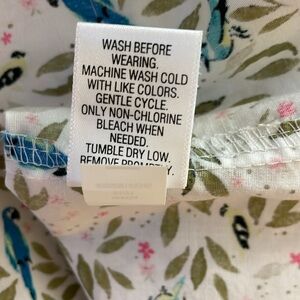 WASH BEFORE
WEARING.
MACHINE WASH COLD
WITH LIKE COLORS.
GENTLE CYCLE.
ONLY NON-CHLORINE
BLEACH WHEN
NEEDED.
TUMBLE DRY LOW.
REMOVE PROMPTLY.